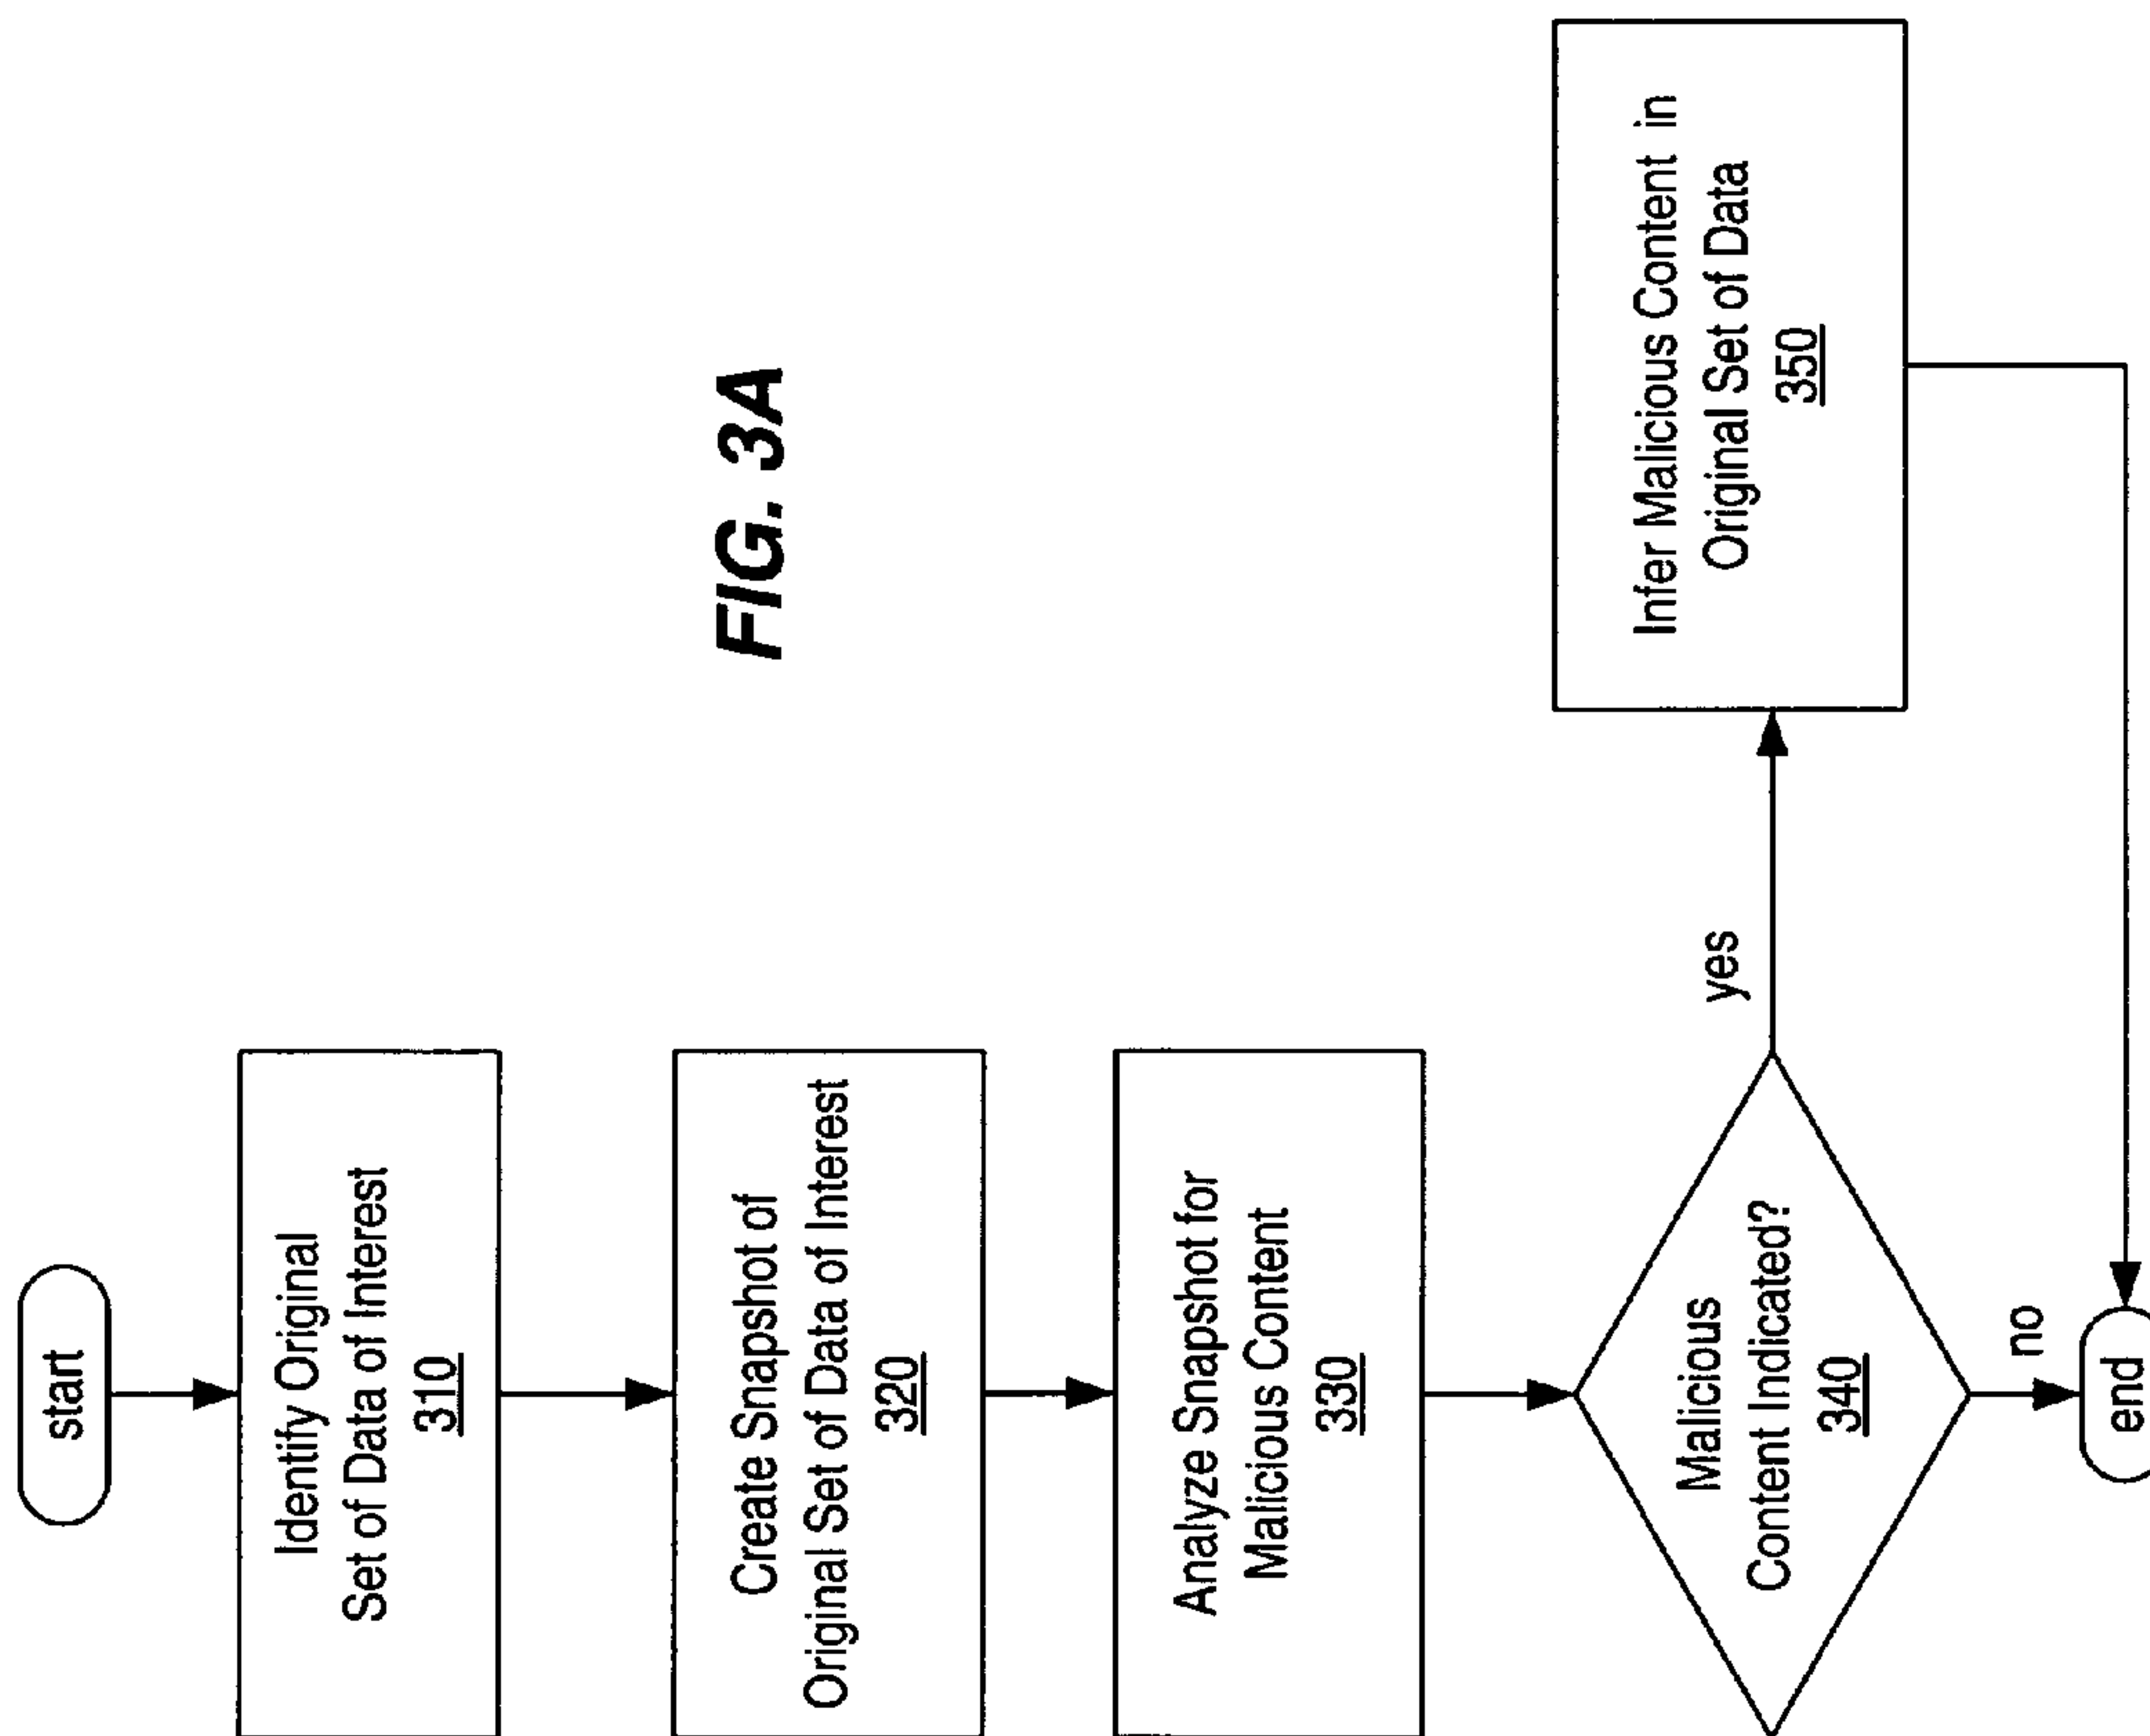 start
Identify Original
Set of Data of Interest
310
Create Snapshot of
Original Set of Data of Interest
320
Analyze Snapshot for
Malicious Content
330
Malicious
Content Indicated?
340
yes
no
Infer Malicious Content in
Original Set of Data
350
end
FIG. 3A